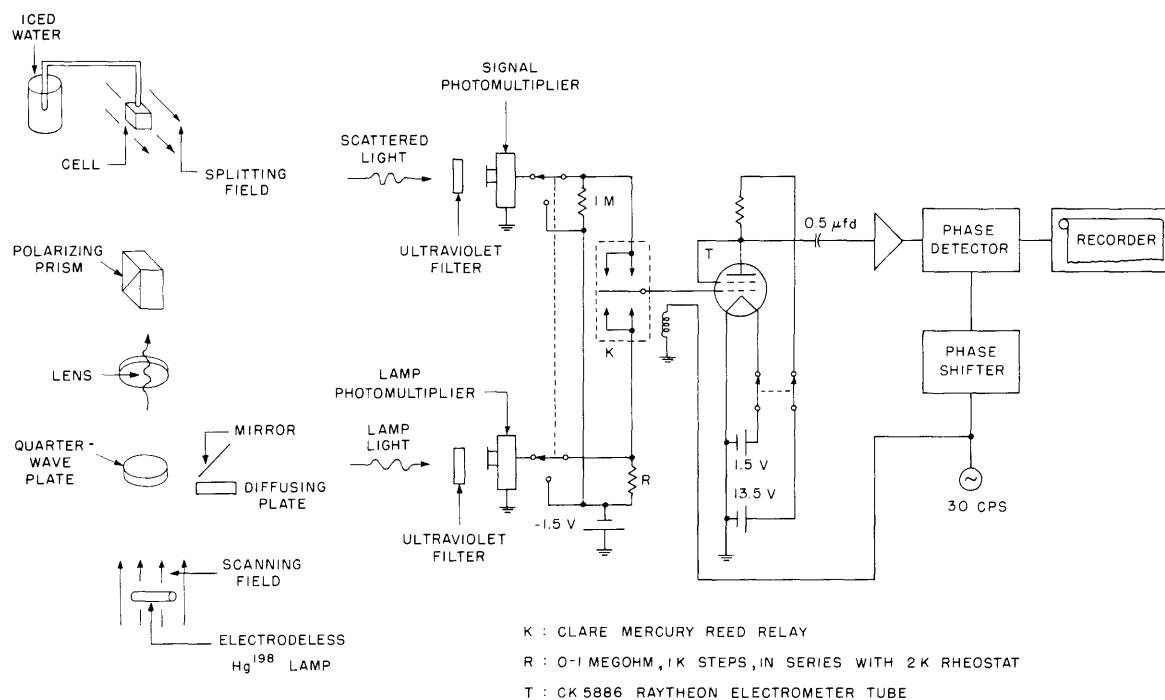 ICED
WATER
CELL
SPLITTING
FIELD
POLARIZING
PRISM
LENS
QUARTER-
WAVE
PLATE
MIRROR
DIFFUSING
PLATE
SCANNING
FIELD
ELECTRODELESS
Hg198 LAMP
SIGNAL
PHOTOMULTIPLIER
SCATTERED
LIGHT
ULTRAVIOLET
FILTER
1 M
K
LAMP
PHOTOMULTIPLIER
LAMP
LIGHT
ULTRAVIOLET
FILTER
R
-1.5 V
T
0.5 μfd
1.5 V
13.5 V
PHASE
DETECTOR
RECORDER
PHASE
SHIFTER
~
30 CPS
K : CLARE MERCURY REED RELAY
R : 0-1 MEGOHM, 1K STEPS, IN SERIES WITH 2K RHEOSTAT
T : CK 5886 RAYTHEON ELECTROMETER TUBE